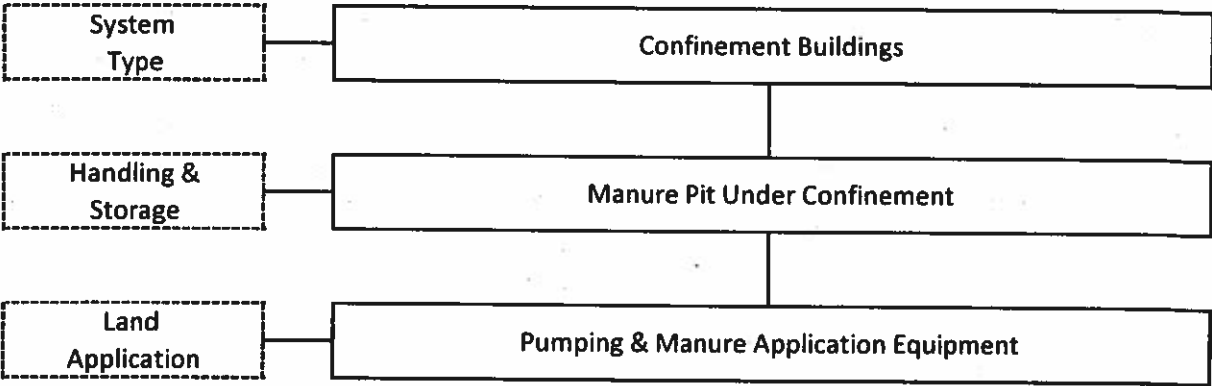 System
Type
Confinement Buildings
Handling &
Storage
Manure Pit Under Confinement
Land
Application
Pumping & Manure Application Equipment